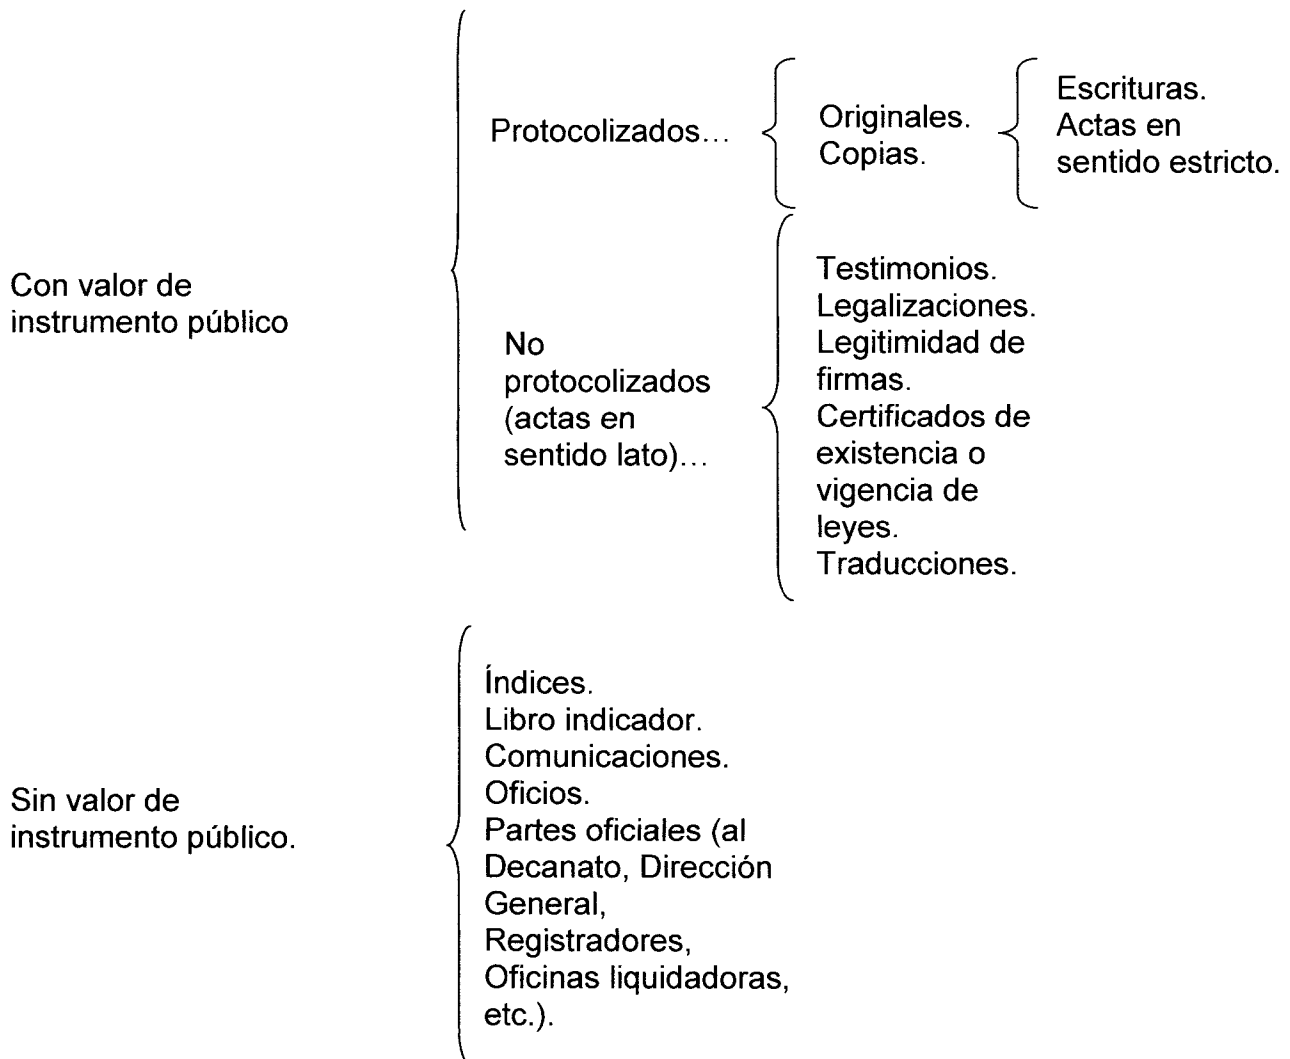 Con valor de
instrumento público
Protocolizados...
Originales.
Copias.
Escrituras.
Actas en
sentido estricto.
No
protocolizados
(actas en
sentido lato)...
Testimonios.
Legalizaciones.
Legitimidad de
firmas.
Certificados de
existencia o
vigencia de
leyes.
Traducciones.
Sin valor de
instrumento público.
Índices.
Libro indicador.
Comunicaciones.
Oficios.
Partes oficiales (al
Decanato, Dirección
General,
Registradores,
Oficinas liquidadoras,
etc.).